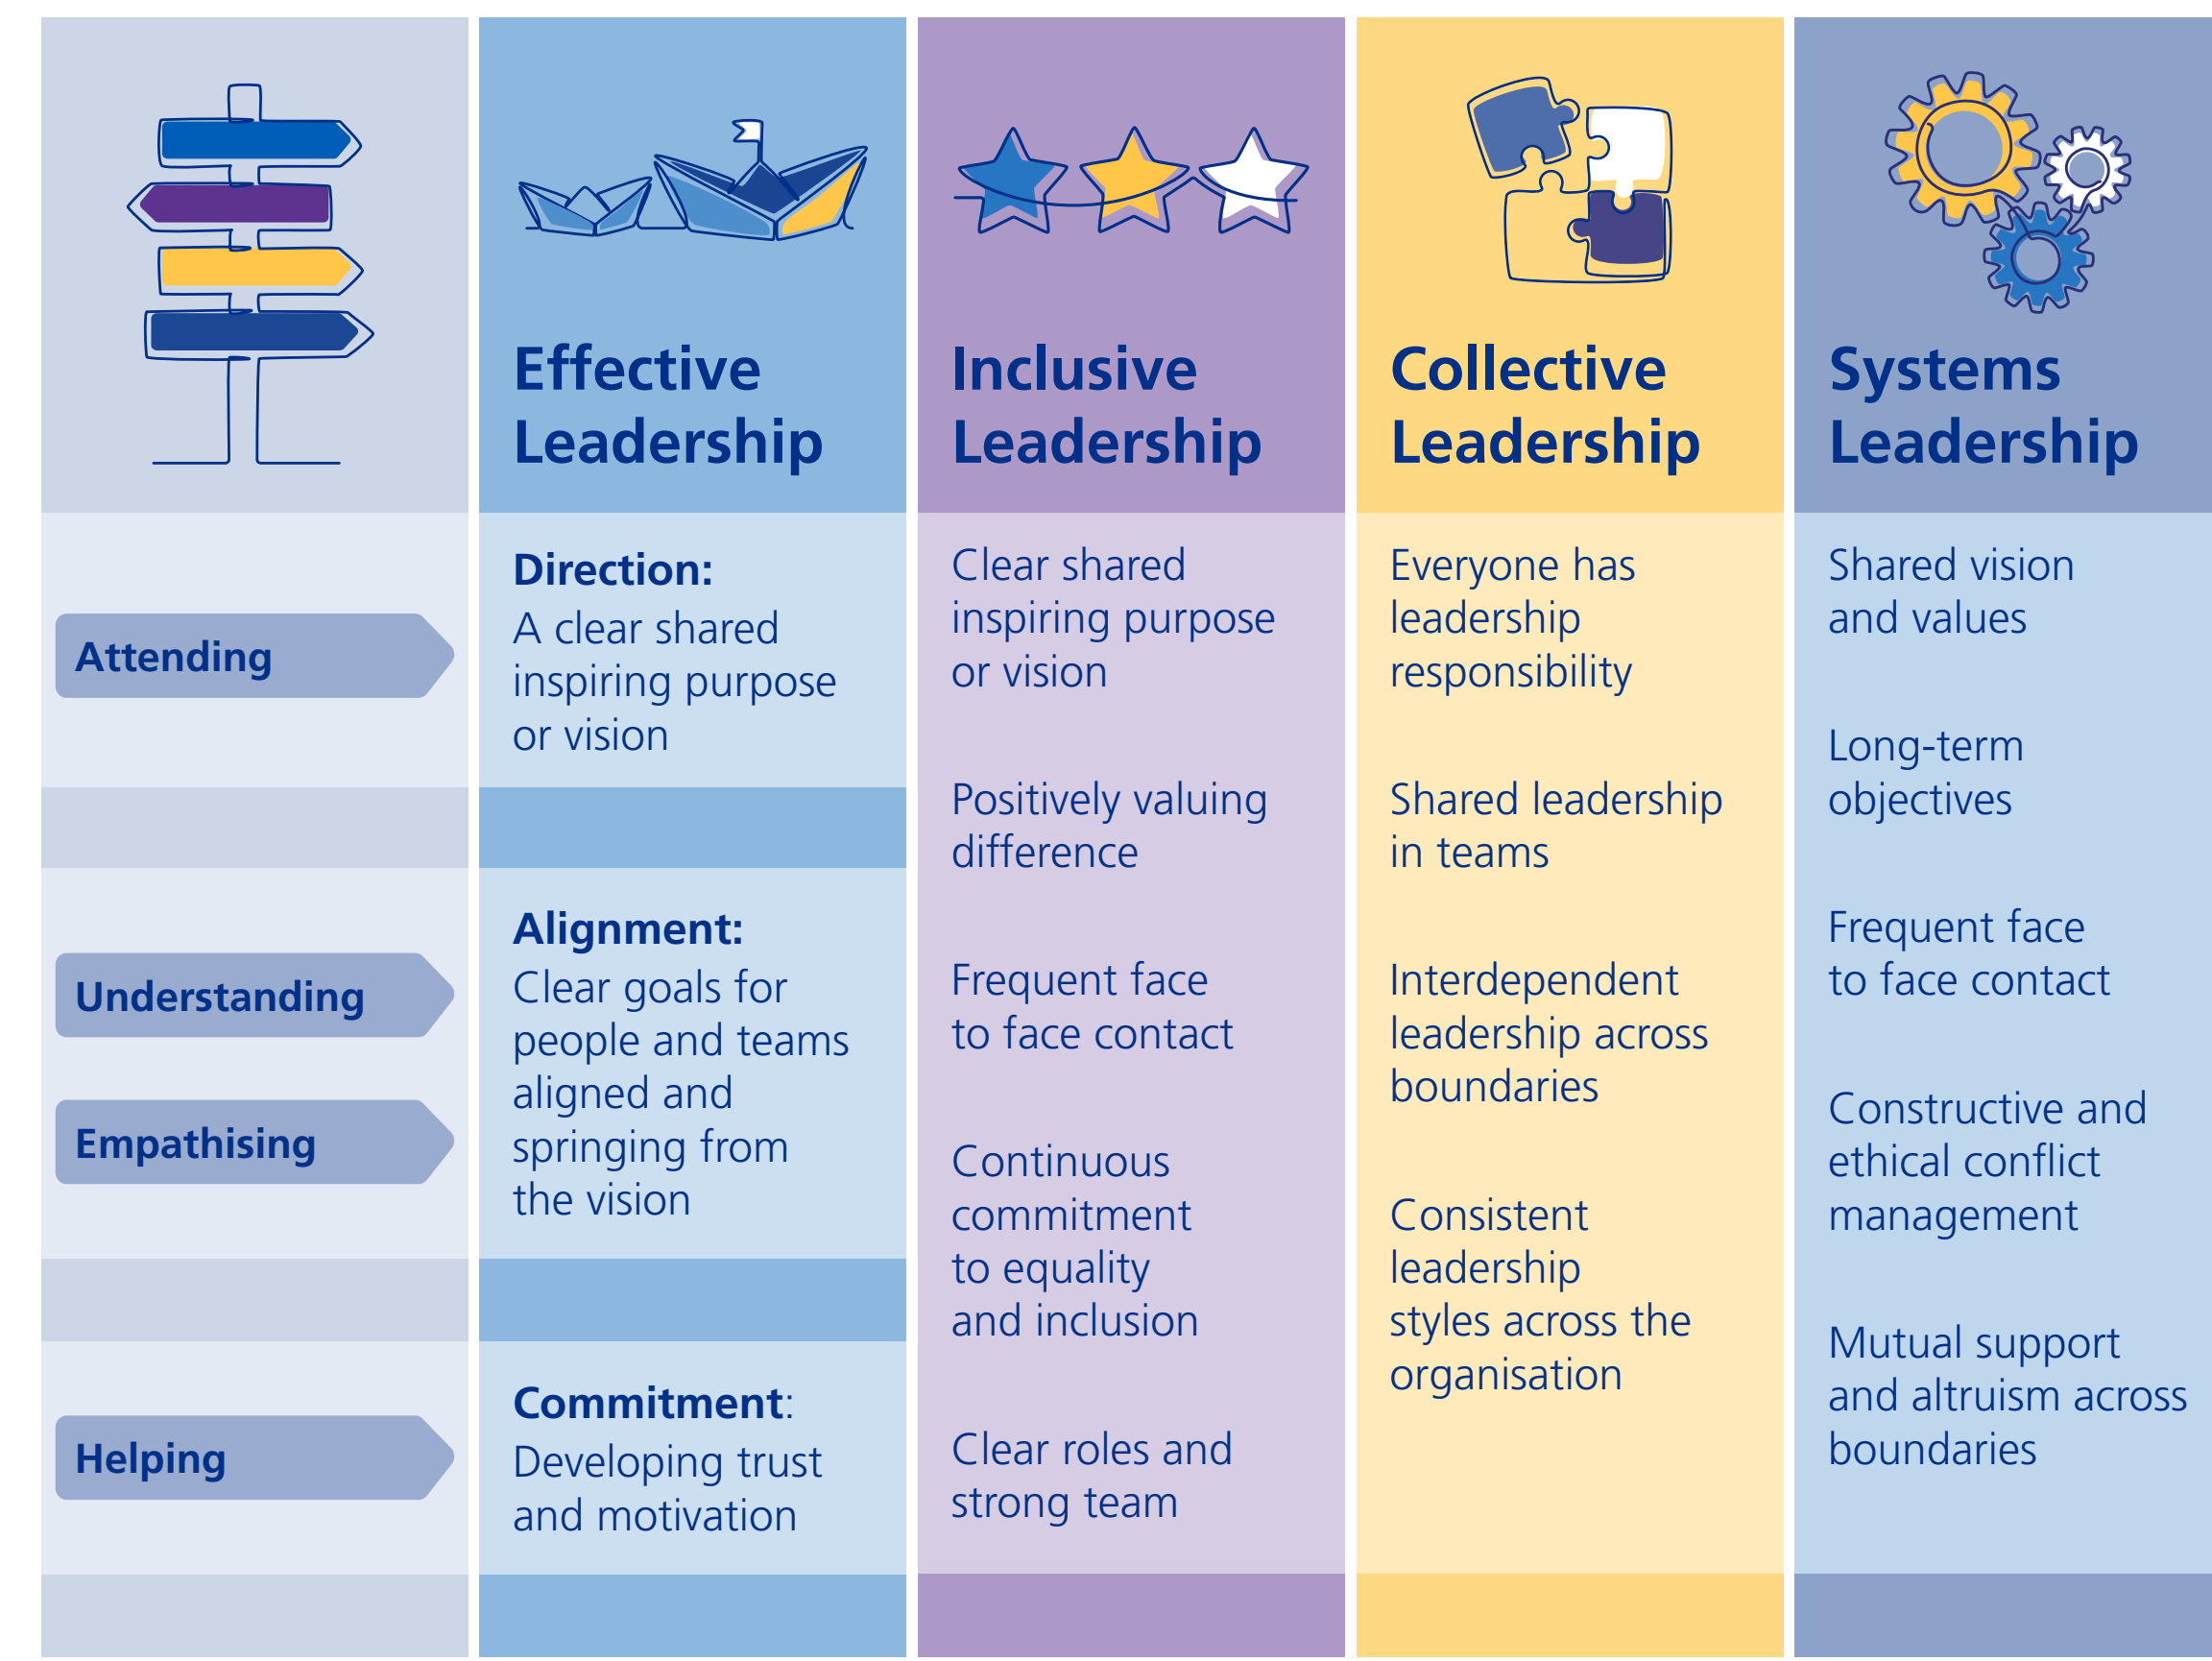 Effective
Leadership
Inclusive
Leadership
Collective
Leadership
Systems
Leadership
Attending
Understanding
Empathising
Helping
Direction:
A clear shared
inspiring purpose
or vision
Alignment:
Clear goals for
people and teams
aligned and
springing from
the vision
Commitment:
Developing trust
and motivation
Clear shared
inspiring purpose
or vision
Positively valuing
difference
Frequent face
to face contact
Continuous
commitment
to equality
and inclusion
Clear roles and
strong team
Everyone has
leadership
responsibility
Shared leadership
in teams
Interdependent
leadership across
boundaries
Consistent
leadership
styles across the
organisation
Shared vision
and values
Long-term
objectives
Frequent face
to face contact
Constructive and
ethical conflict
management
Mutual support
and altruism across
boundaries